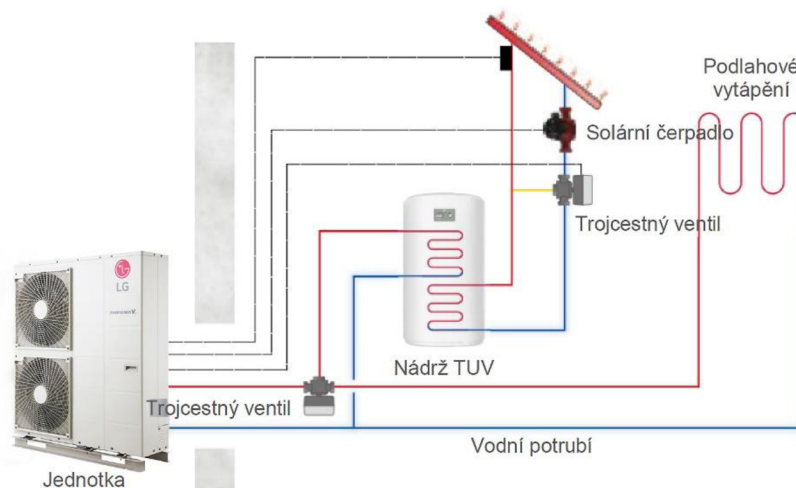 Podlahové
vytápění
Solární čerpadlo
Trojcestný ventil
LG
Nádrž TUV
Trojcestný ventil
Vodní potrubí
Jednotka